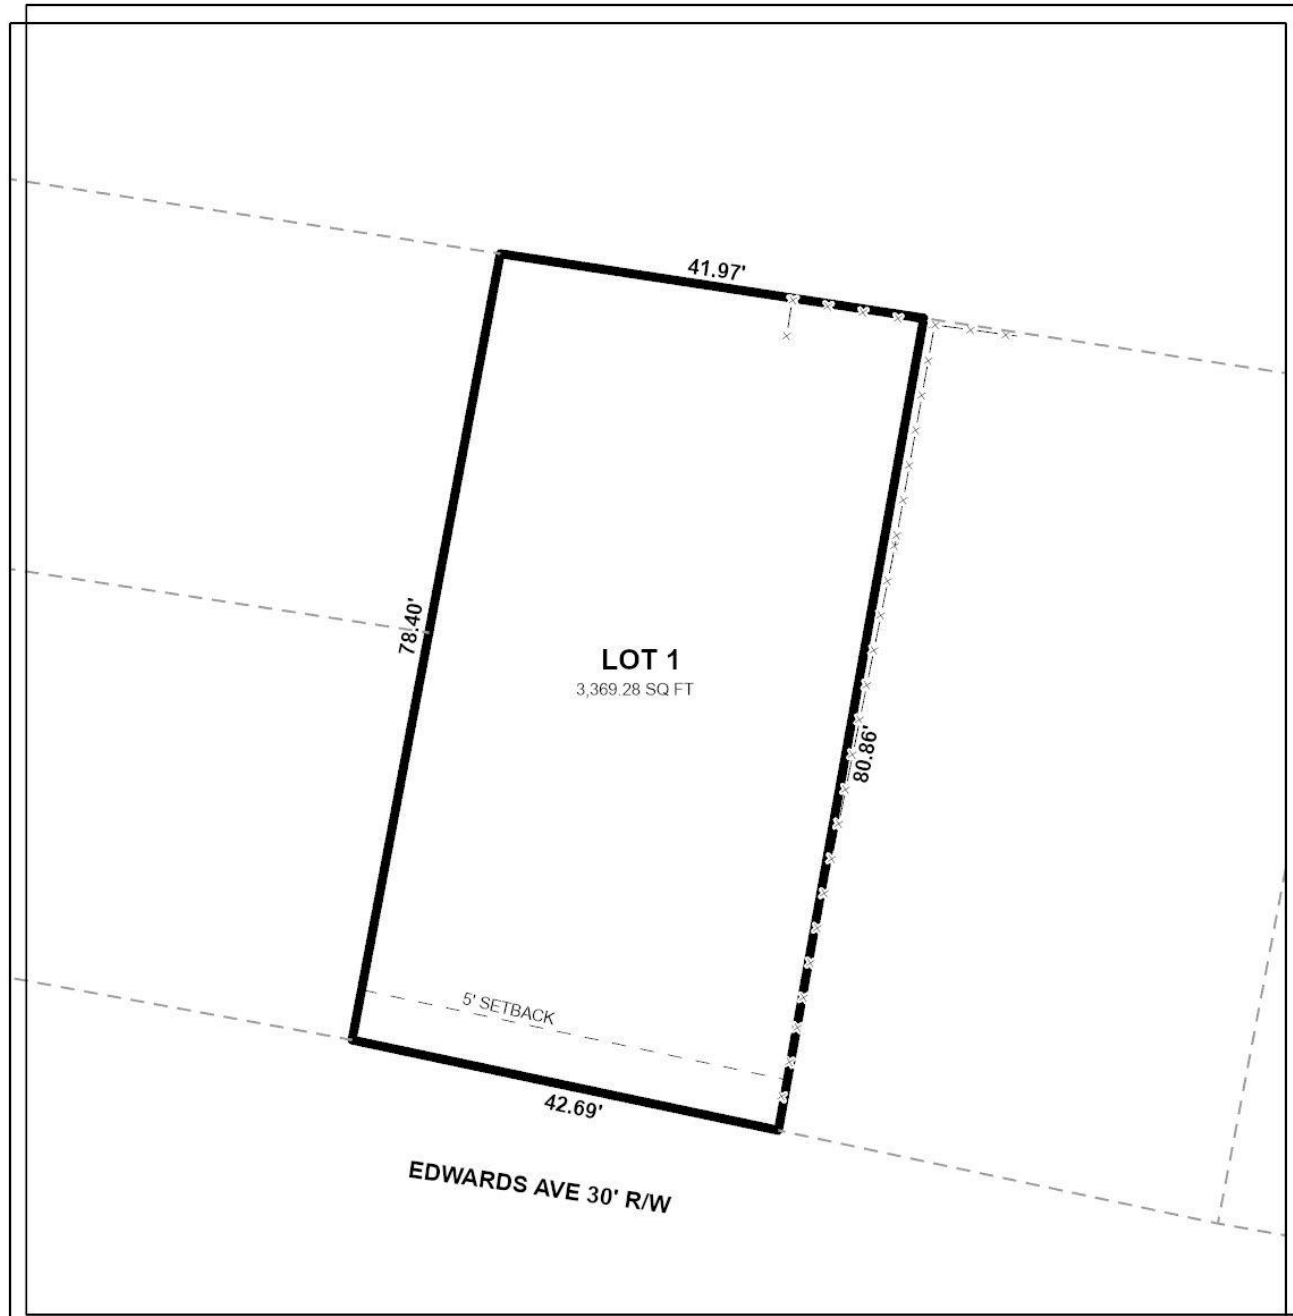 41.97'
78.40'
LOT 1
3,369.28 SQ FT
80.86'
5' SETBACK
42.69'
EDWARDS AVE 30' R/W